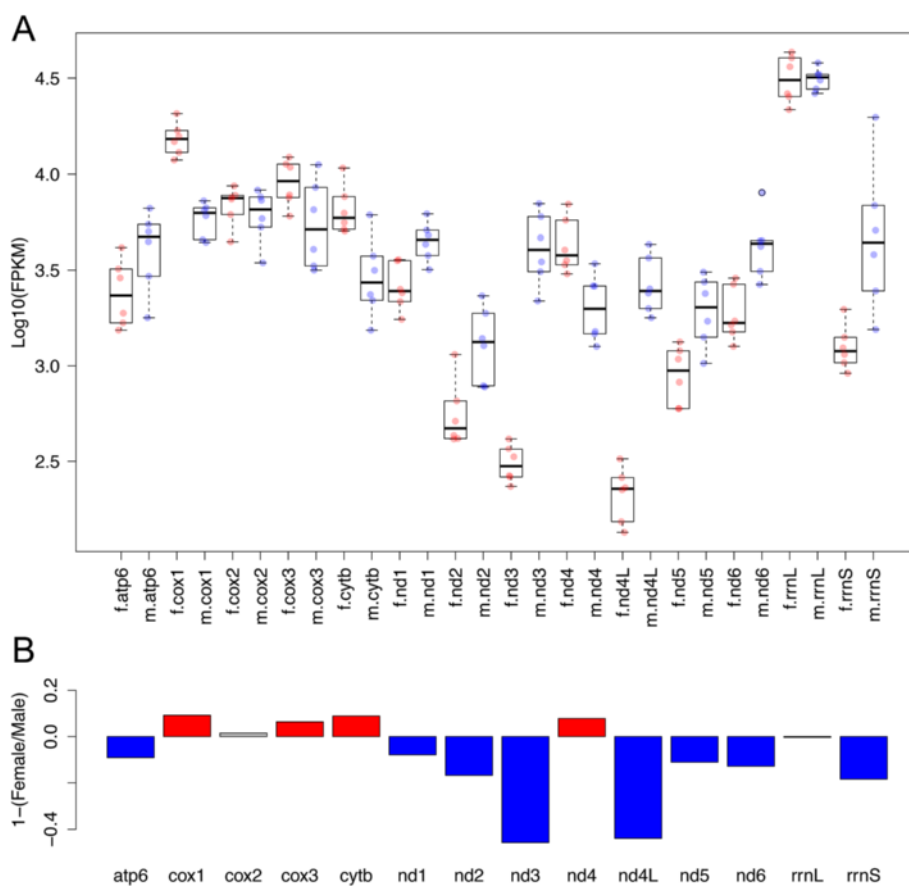 A
Log10(FPKM)
4.5
4.0
3.5
3.0
2.5
f.atp6
m.atp6
f.cox1
m.cox1
f.cox2
m.cox2
f.cox3
m.cox3
f.cytb
m.cytb
f.nd1
m.nd1
f.nd2
m.nd2
f.nd3
m.nd3
f.nd4
m.nd4
f.nd4L
m.nd4L
f.nd5
m.nd5
f.nd6
m.nd6
f.rrnL
m.rrnL
f.rrnS
m.rrnS
B
1-(Female/Male)
0.2
0.0
-0.4
atp6 cox1 cox2 cox3 cytb nd1 nd2 nd3 nd4 nd4L nd5 nd6 rrnL rrnS